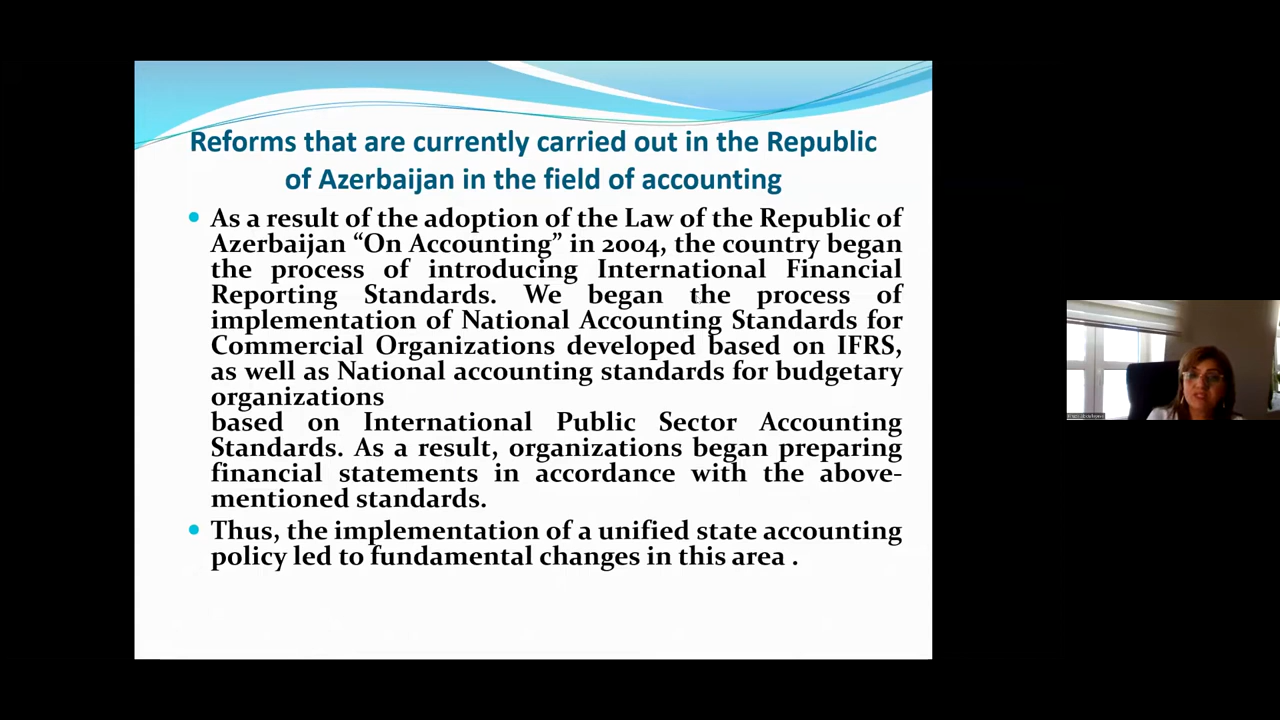 Reforms that are currently carried out in the Republic
of Azerbaijan in the field of accounting
As a result of the adoption of the Law of the Republic of
Azerbaijan “On Accounting” in 2004, the country began
the process of introducing International Financial
Reporting Standards. We began the process of
implementation of National Accounting Standards for
Commercial Organizations developed based on IFRS,
as well as National accounting standards for budgetary
organizations
based on International Public Sector Accounting
Standards. As a result, organizations began preparing
financial statements in accordance with the above-
mentioned standards.
Thus, the implementation of a unified state accounting
policy led to fundamental changes in this area .